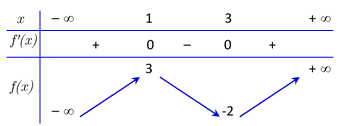 x − ∞ 1 3 + ∞
f'(x) + 0 − 0 +
3 + ∞
f(x)
− ∞ -2